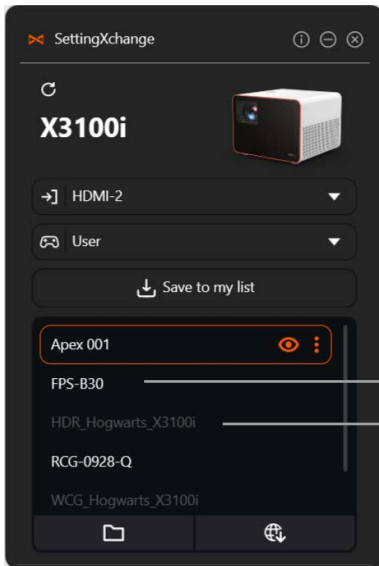 SettingXchange
X3100i
HDMI-2
User
Save to my list
Apex 001
FPS-B30
HDR_Hogwarts_X3100i
RCG-0928-Q
WCG_Hogwarts_X3100i